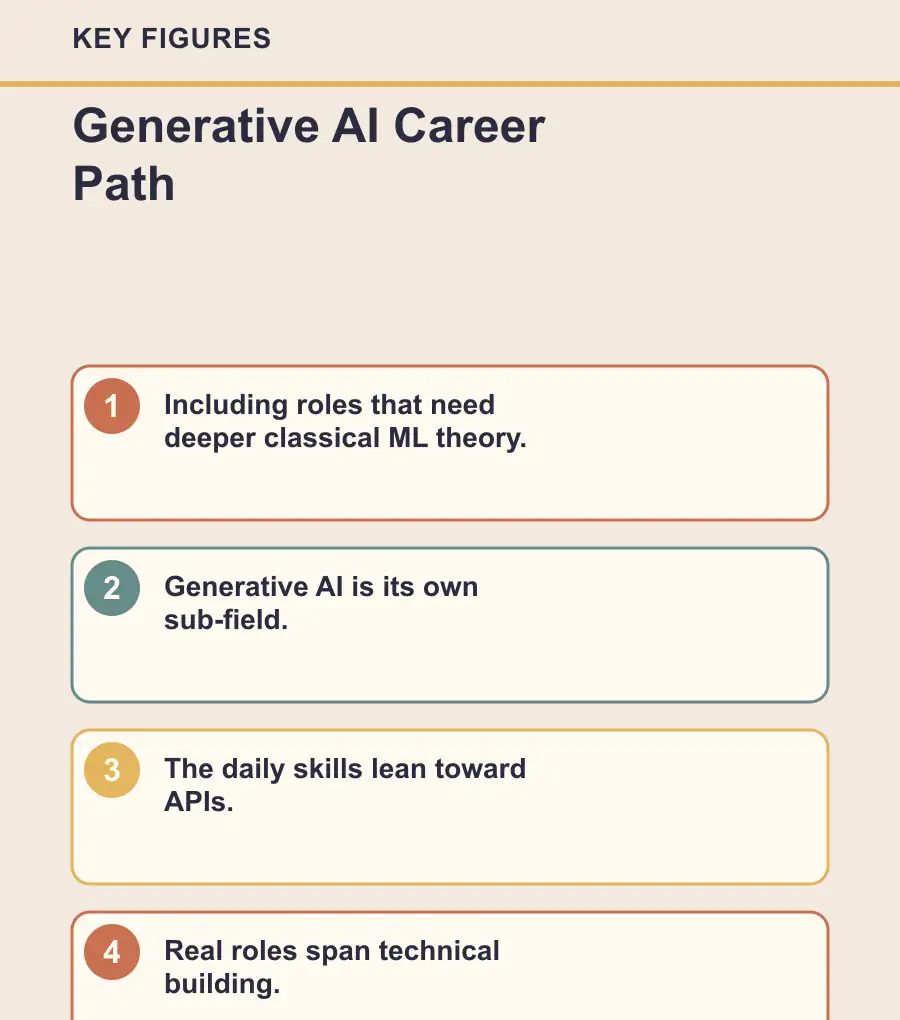 KEY FIGURES
Generative AI Career
Path
1
Including roles that need
deeper classical ML theory.
2
Generative AI is its own
sub-field.
3
The daily skills lean toward
APIs.
4
Real roles span technical
building.